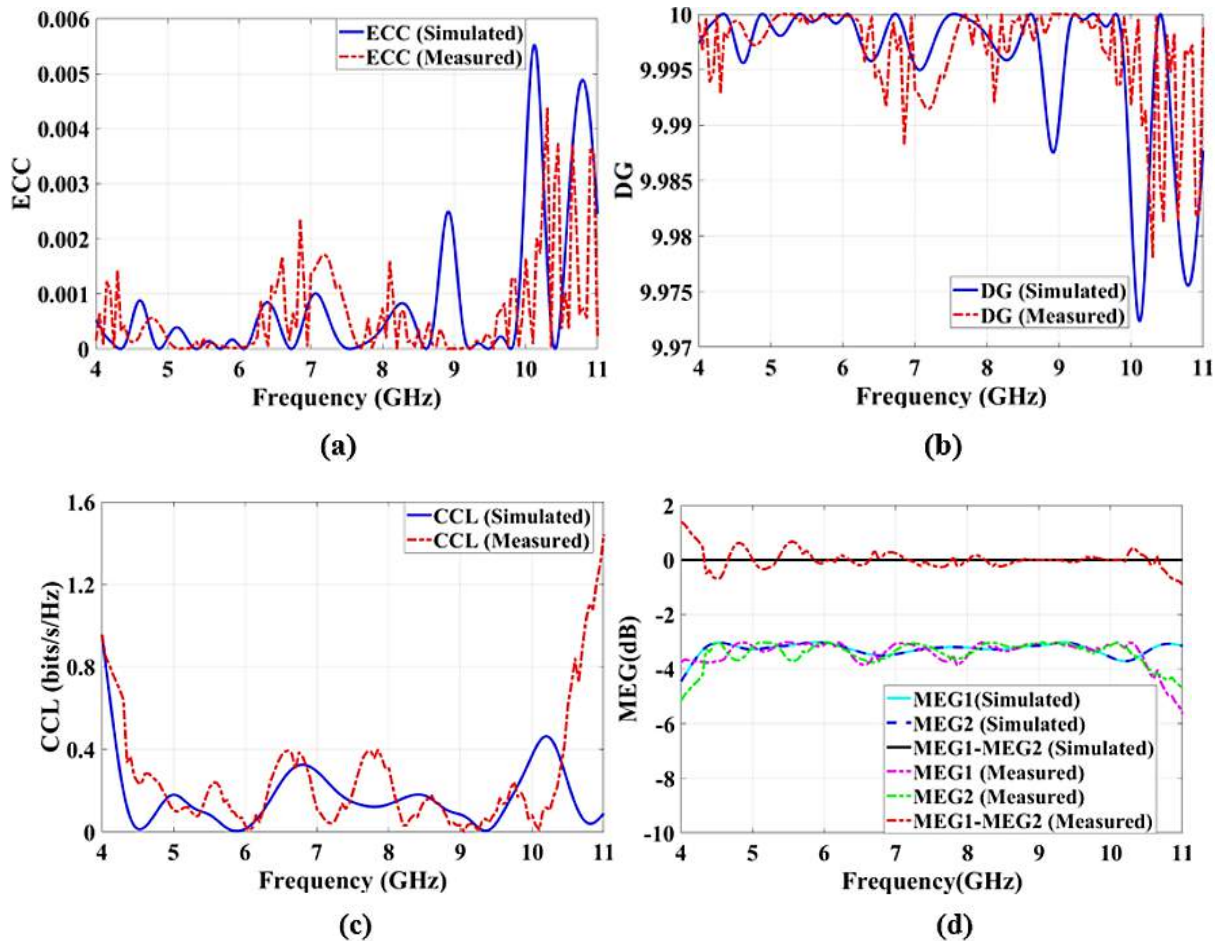 ECC (Simulated)
ECC (Measured)
0.006
0.005
0.004
0.003
0.002
0.001
0
ECC
4 5 6 7 8 9 10 11
Frequency (GHz)
(a)
10
9.995
9.99
9.985
9.98
9.975
9.97
DG
DG (Simulated)
DG (Measured)
4 5 6 7 8 9 10 11
Frequency (GHz)
(b)
CCL (Simulated)
CCL (Measured)
1.6
1.2
0.8
0.4
0
CCL (bits/s/Hz)
4 5 6 7 8 9 10 11
Frequency (GHz)
(c)
2
0
-2
-4
-6
-8
-10
MEG(dB)
MEG1(Simulated)
MEG2 (Simulated)
MEG1-MEG2 (Simulated)
MEG1 (Measured)
MEG2 (Measured)
MEG1-MEG2 (Measured)
4 5 6 7 8 9 10 11
Frequency(GHz)
(d)